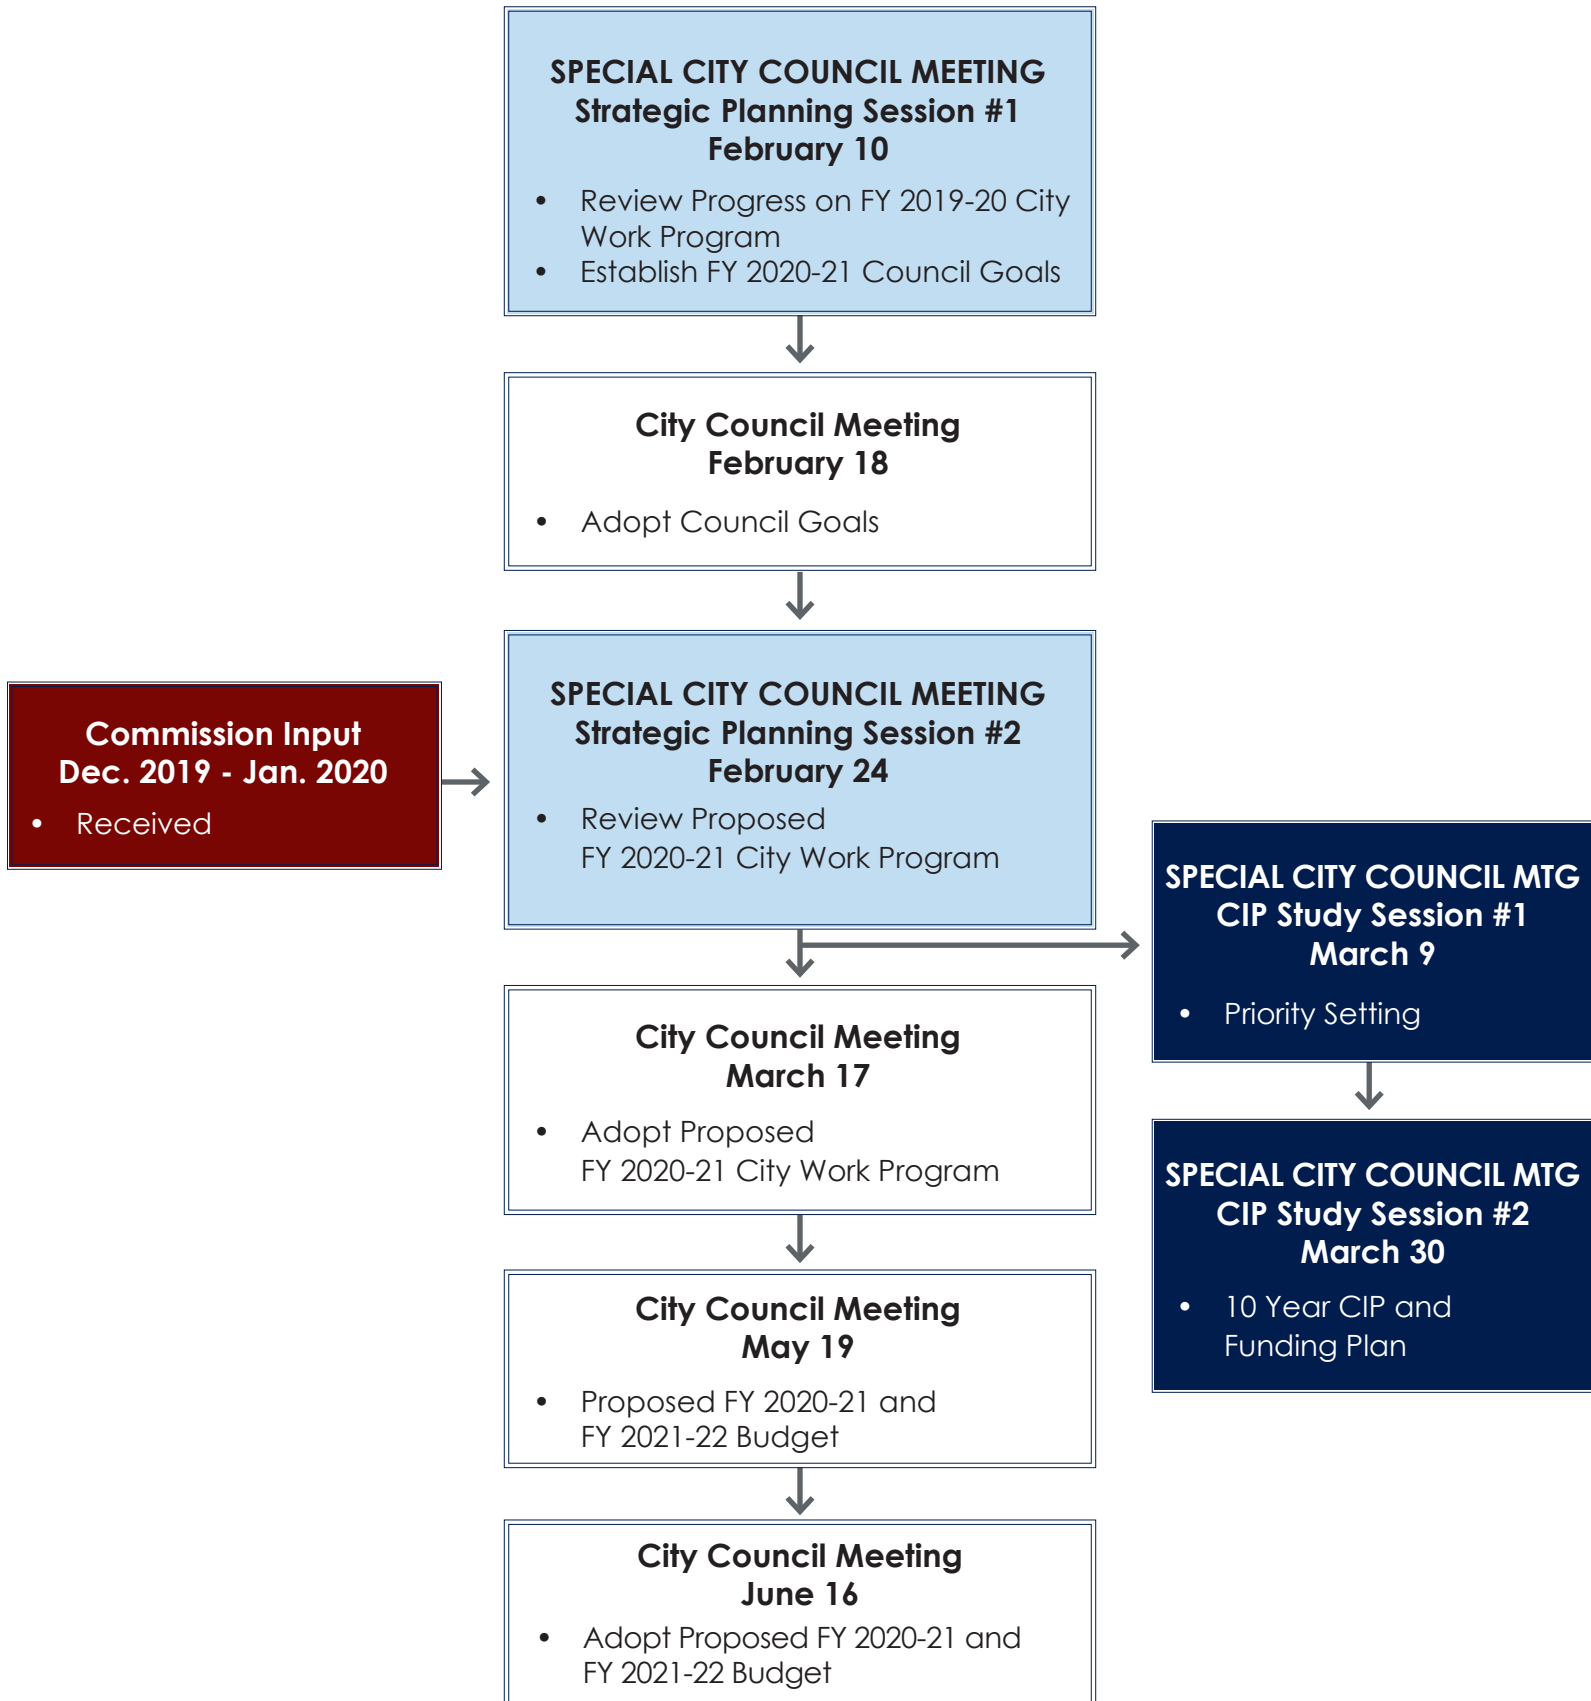 SPECIAL CITY COUNCIL MEETING
Strategic Planning Session #1
February 10
• Review Progress on FY 2019-20 City
Work Program
• Establish FY 2020-21 Council Goals
City Council Meeting
February 18
• Adopt Council Goals
Commission Input
Dec. 2019 - Jan. 2020
• Received
SPECIAL CITY COUNCIL MEETING
Strategic Planning Session #2
February 24
• Review Proposed
FY 2020-21 City Work Program
SPECIAL CITY COUNCIL MTG
CIP Study Session #1
March 9
• Priority Setting
SPECIAL CITY COUNCIL MTG
CIP Study Session #2
March 30
• 10 Year CIP and
Funding Plan
City Council Meeting
March 17
• Adopt Proposed
FY 2020-21 City Work Program
City Council Meeting
May 19
• Proposed FY 2020-21 and
FY 2021-22 Budget
City Council Meeting
June 16
• Adopt Proposed FY 2020-21 and
FY 2021-22 Budget